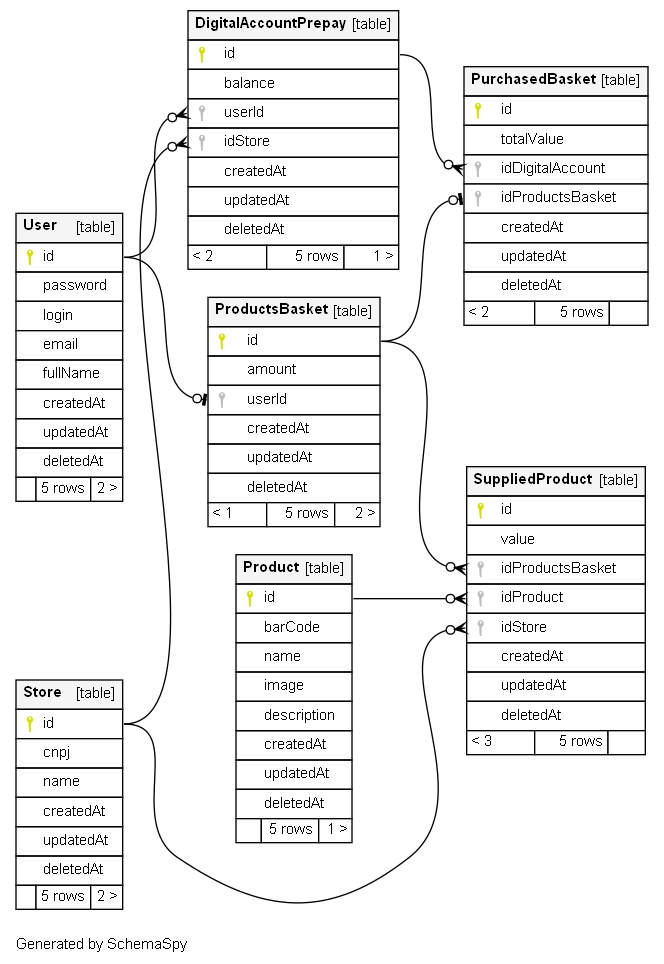 DigitalAccountPrepay [table]
id
balance
userId
idStore
createdAt
updatedAt
deletedAt
< 2 5 rows 1 >
PurchasedBasket [table]
id
totalValue
idDigitalAccount
idProductsBasket
createdAt
updatedAt
deletedAt
< 2 5 rows
User [table]
id
password
login
email
fullName
createdAt
updatedAt
deletedAt
5 rows 2 >
ProductsBasket [table]
id
amount
userId
createdAt
updatedAt
deletedAt
< 1 5 rows 2 >
SuppliedProduct [table]
id
value
idProductsBasket
idProduct
idStore
createdAt
updatedAt
deletedAt
< 3 5 rows
Product [table]
id
barCode
name
image
description
createdAt
updatedAt
deletedAt
5 rows 1 >
Store [table]
id
cnpj
name
createdAt
updatedAt
deletedAt
5 rows 2 >
Generated by SchemaSpy